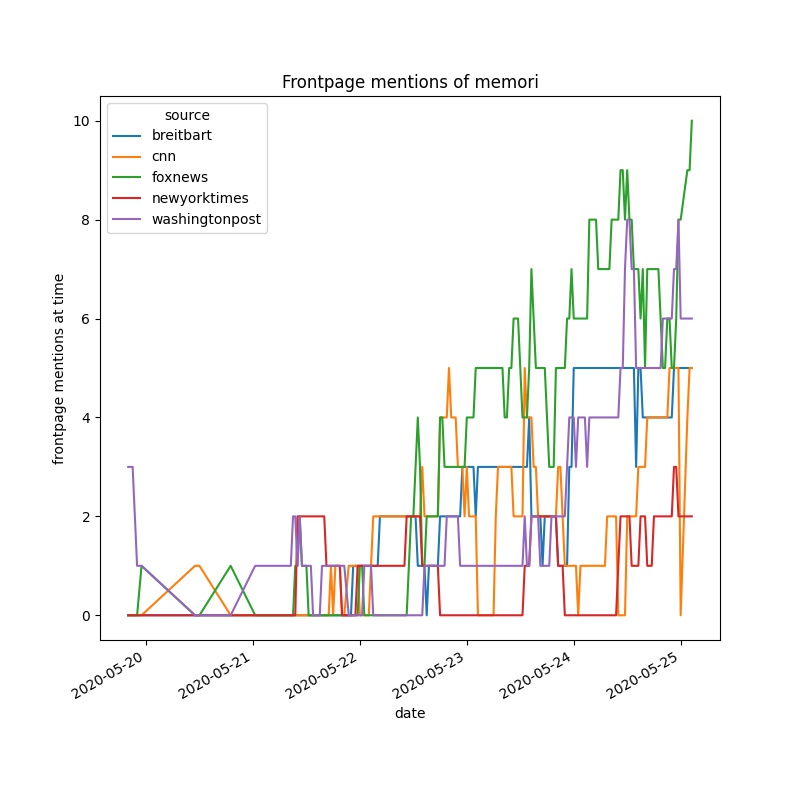 Frontpage mentions of memori
source
breitbart
cnn
foxnews
newyorktimes
washingtonpost
frontpage mentions at time
10
8
6
4
2
0
2020-05-20
2020-05-21
2020-05-22
2020-05-23
2020-05-24
2020-05-25
date